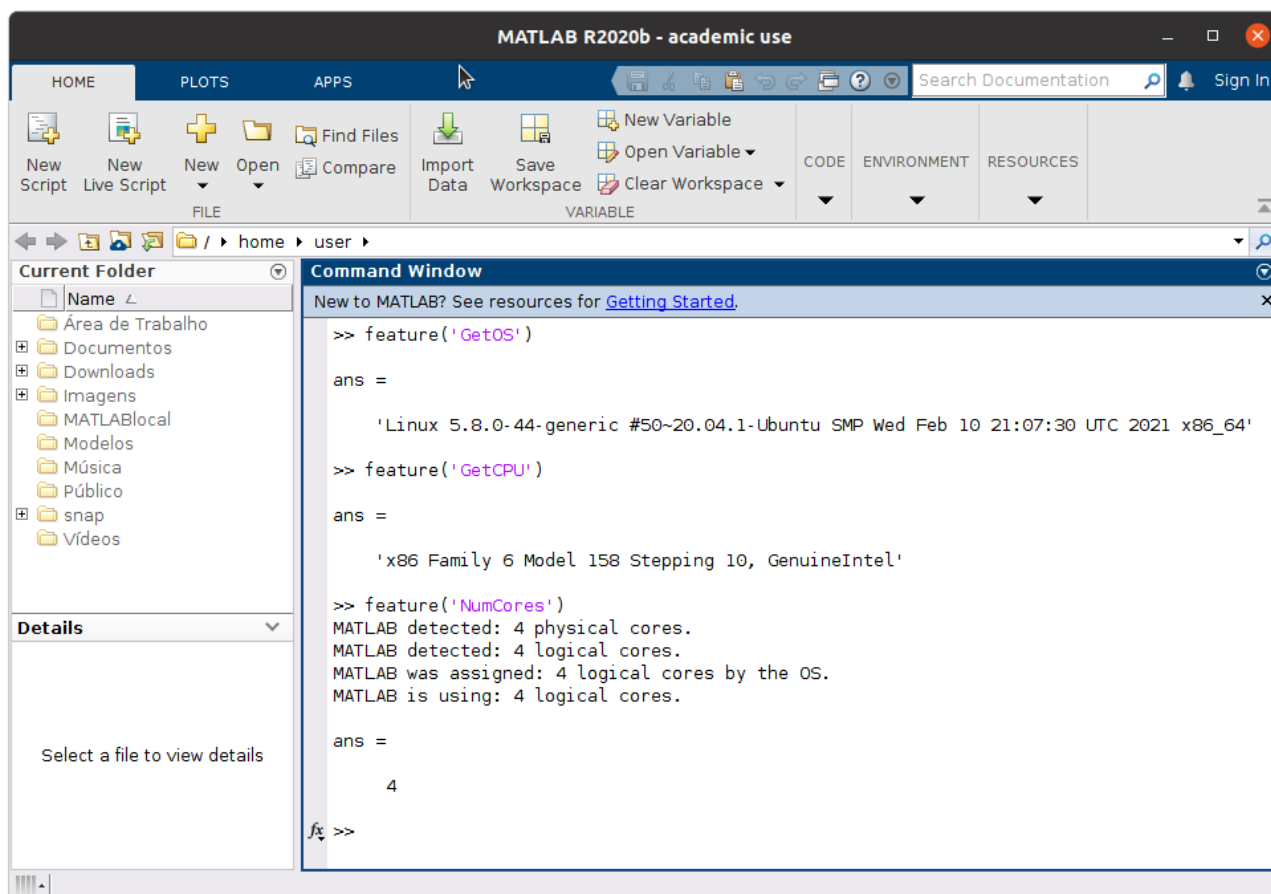 MATLAB R2020b - academic use
HOME PLOTS APPS Search Documentation Sign In
New Script
New Live Script
New
Open
Find Files
Compare
FILE
Import Data
Save Workspace
New Variable
Open Variable
Clear Workspace
VARIABLE
CODE
ENVIRONMENT
RESOURCES
/ home user
Current Folder
Name
Área de Trabalho
Documentos
Downloads
Imagens
MATLABlocal
Modelos
Música
Público
snap
Vídeos
Details
Select a file to view details
Command Window
New to MATLAB? See resources for Getting Started.
>> feature('GetOS')
ans =
'Linux 5.8.0-44-generic #50~20.04.1-Ubuntu SMP Wed Feb 10 21:07:30 UTC 2021 x86_64'
>> feature('GetCPU')
ans =
'x86 Family 6 Model 158 Stepping 10, GenuineIntel'
>> feature('NumCores')
MATLAB detected: 4 physical cores.
MATLAB detected: 4 logical cores.
MATLAB was assigned: 4 logical cores by the OS.
MATLAB is using: 4 logical cores.
ans =
4
fx >>